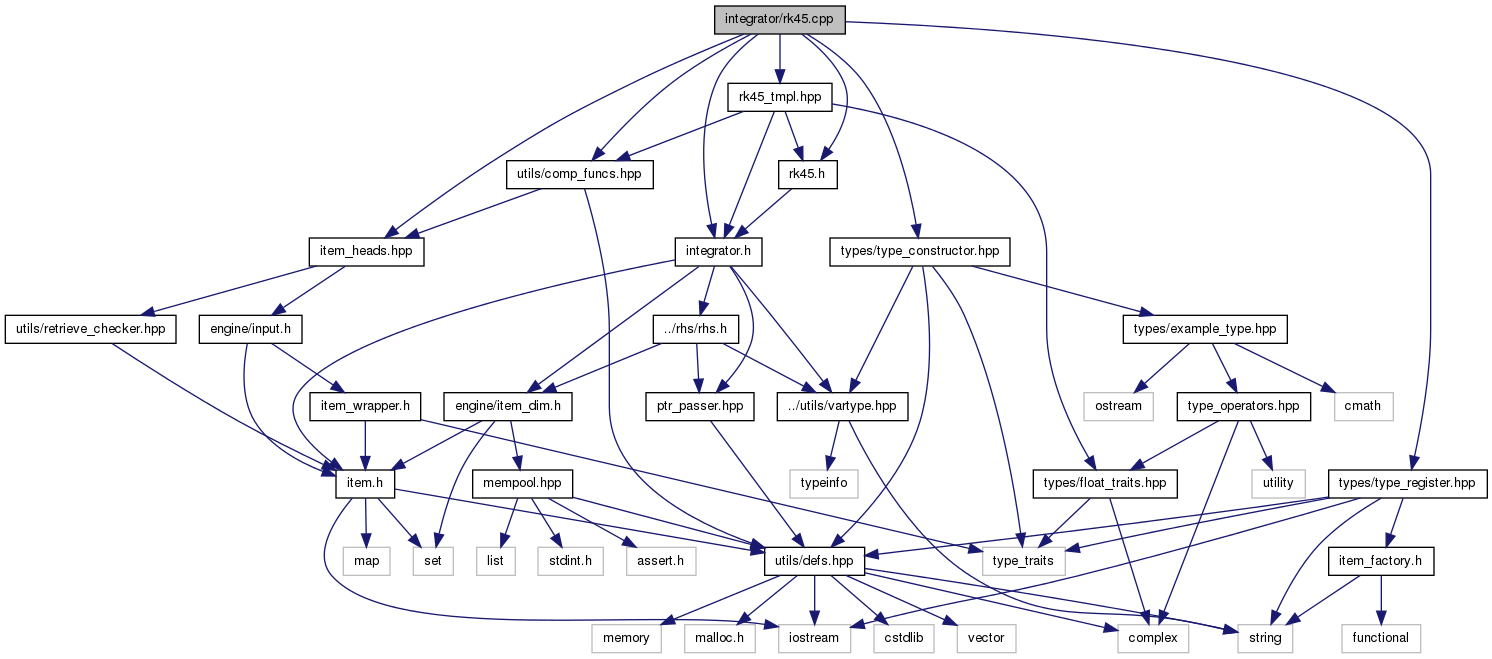 integrator/rk45.cpp
rk45_tmpl.hpp
utils/comp_funcs.hpp
rk45.h
item_heads.hpp
integrator.h
types/type_constructor.hpp
utils/retrieve_checker.hpp
engine/input.h
../rhs/rhs.h
types/example_type.hpp
item_wrapper.h
engine/item_dim.h
ptr_passer.hpp
../utils/vartype.hpp
ostream
type_operators.hpp
cmath
item.h
mempool.hpp
typeinfo
types/float_traits.hpp
utility
types/type_register.hpp
map
set
list
stdint.h
assert.h
utils/defs.hpp
type_traits
item_factory.h
memory
malloc.h
iostream
cstdlib
vector
complex
string
functional